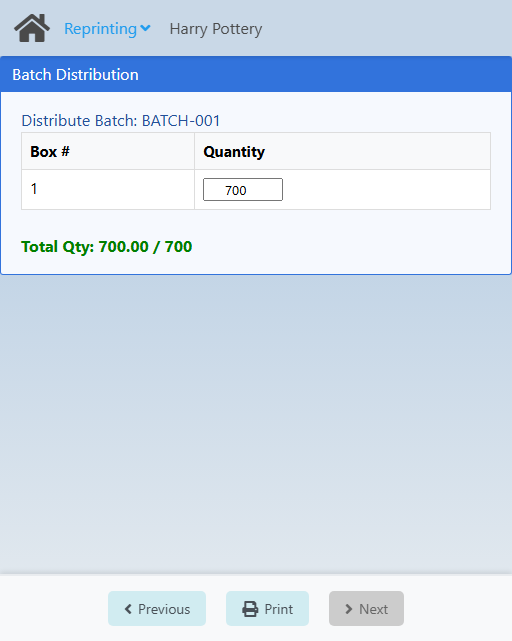 Reprinting Harry Pottery
Batch Distribution
Distribute Batch: BATCH-001
Box # Quantity
1 700
Total Qty: 700.00 / 700
Previous Print Next